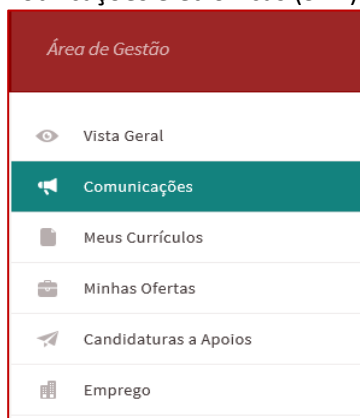 Área de Gestão
Vista Geral
Comunicações
Meus Currículos
Minhas Ofertas
Candidaturas a Apoios
Emprego